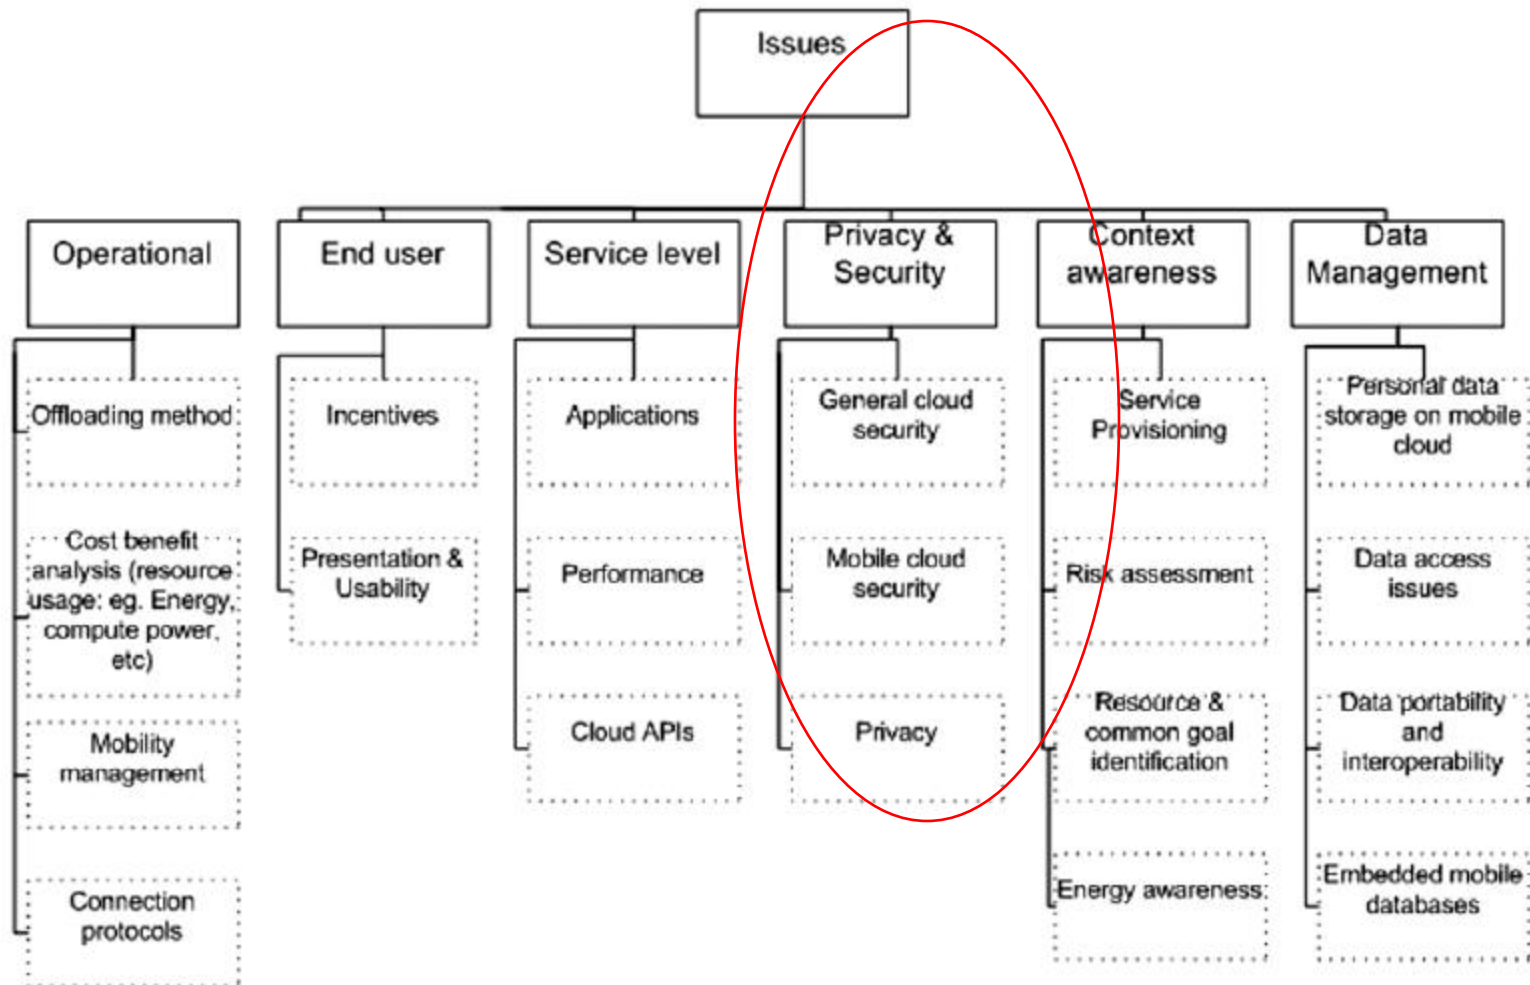 Issues
Operational
Offloading method
Cost benefit
analysis (resource
usage: eg. Energy,
compute power,
etc)
Mobility
management
Connection
protocols
End user
Incentives
Presentation &
Usability
Service level
Applications
Performance
Cloud APIs
Privacy &
Security
General cloud
security
Mobile cloud
security
Privacy
Context
awareness
Service
Provisioning
Risk assessment
Resource &
common goal
identification
Energy awareness
Data
Management
Personal data
storage on mobile
cloud
Data access
issues
Data portability
and
interoperability
Embedded mobile
databases